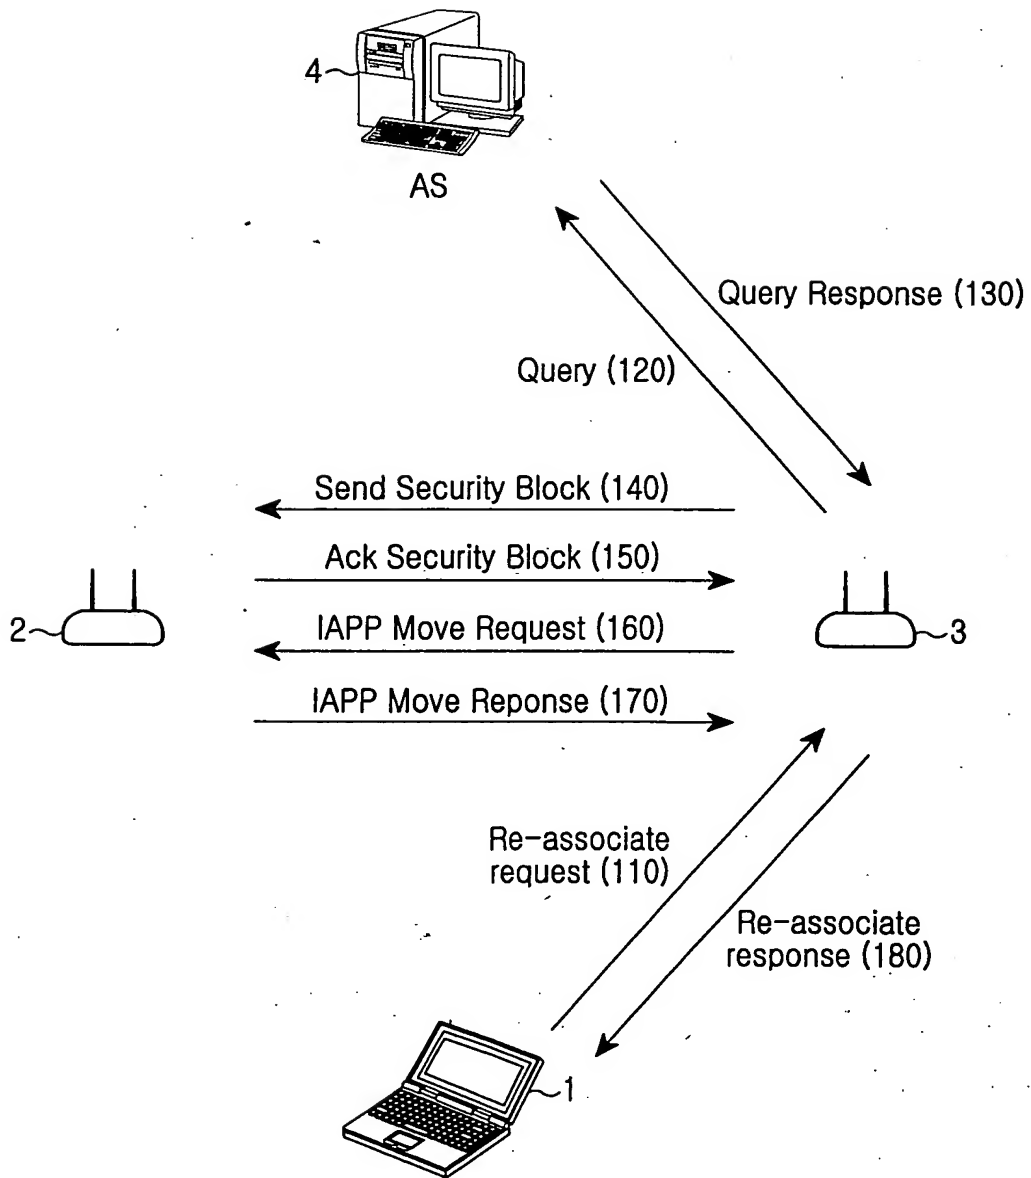 4
AS
Query Response (130)
Query (120)
Send Security Block (140)
Ack Security Block (150)
2
IAPP Move Request (160)
3
IAPP Move Reponse (170)
Re-associate
request (110)
Re-associate
response (180)
1